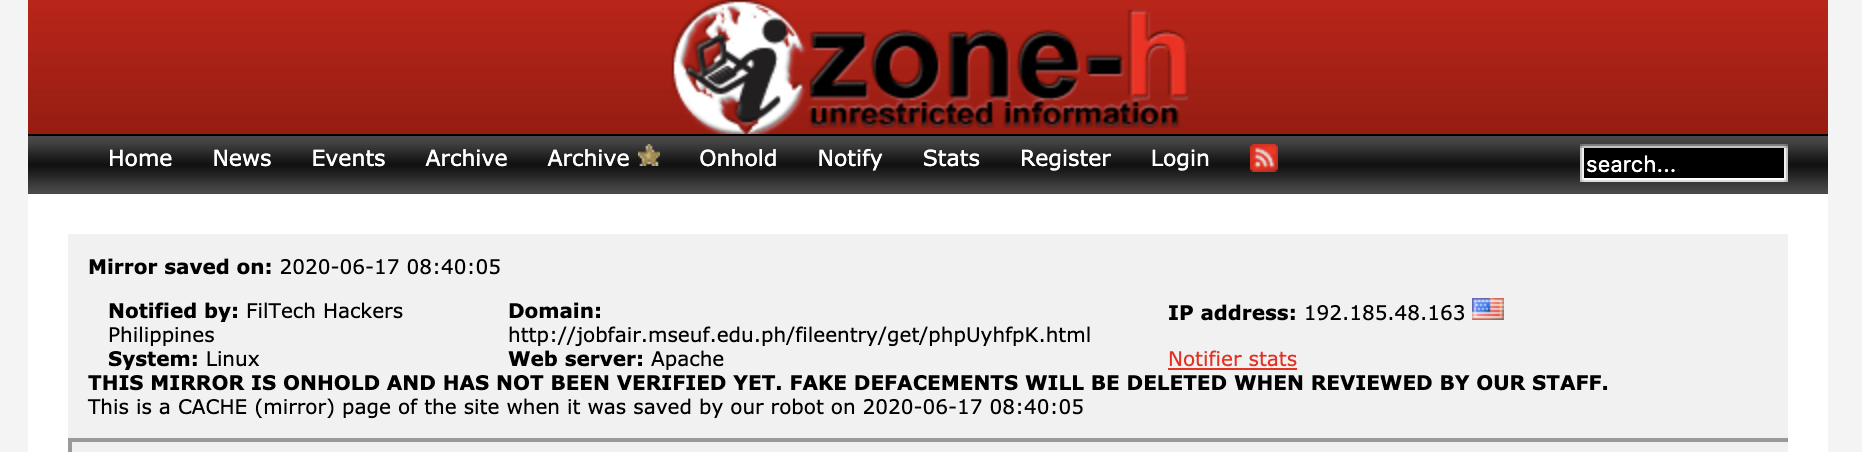 zone-h
unrestricted information
Home News Events Archive Archive Onhold Notify Stats Register Login search...
Mirror saved on: 2020-06-17 08:40:05
Notified by: FilTech Hackers Philippines
Domain: http://jobfair.mseuf.edu.ph/fileentry/get/phpUyhfpK.html
IP address: 192.185.48.163
System: Linux
Web server: Apache
Notifier stats
THIS MIRROR IS ONHOLD AND HAS NOT BEEN VERIFIED YET. FAKE DEFACEMENTS WILL BE DELETED WHEN REVIEWED BY OUR STAFF.
This is a CACHE (mirror) page of the site when it was saved by our robot on 2020-06-17 08:40:05